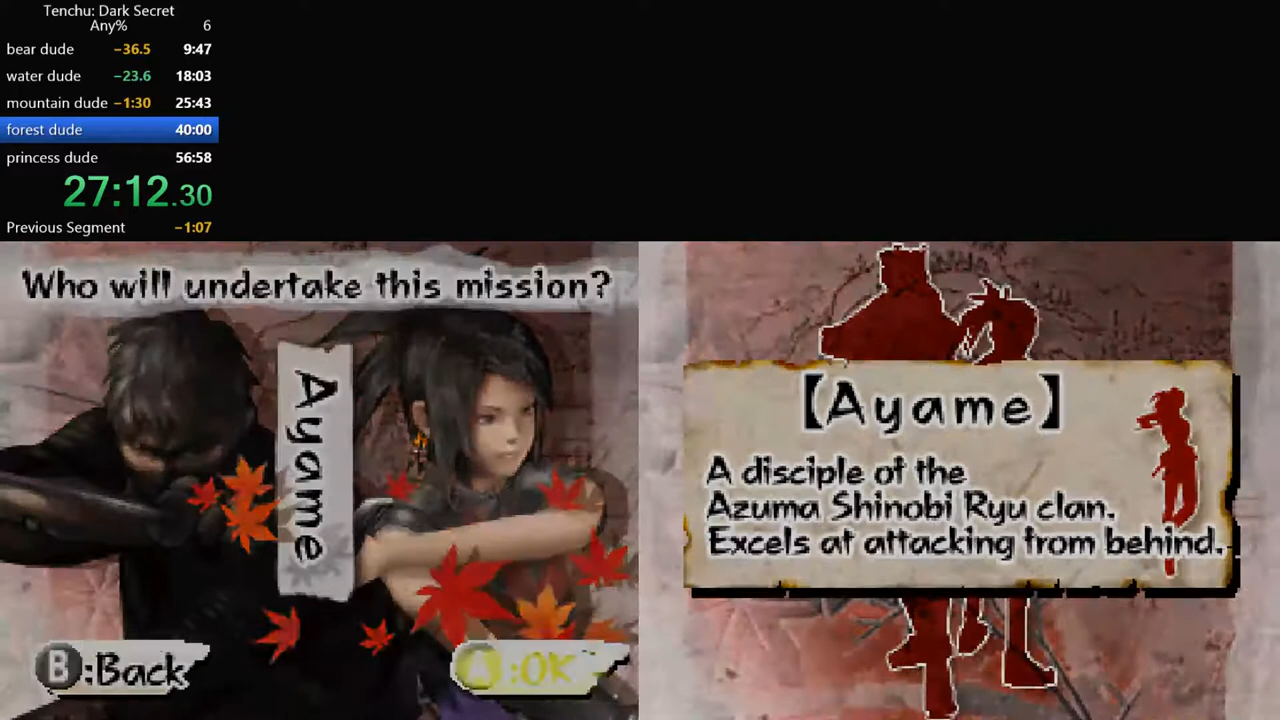 Tenchu: Dark Secret
Any% 6
bear dude -36.5 9:47
water dude -23.6 18:03
mountain dude -1:30 25:43
forest dude 40:00
princess dude 56:58
27:12.30
Previous Segment -1:07
Who will undertake this mission?
Ayame
B:Back
A:OK
【Ayame】
A disciple of the
Azuma Shinobi Ryu clan.
Excels at attacking from behind.